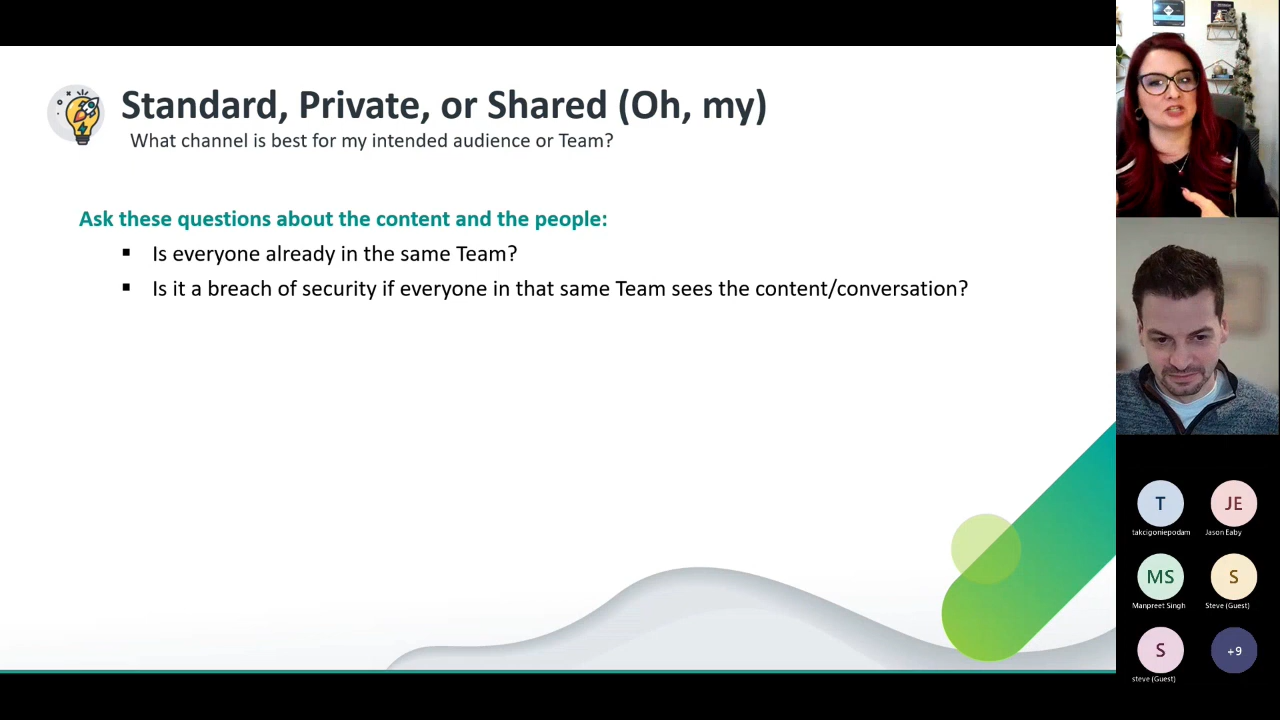 Standard, Private, or Shared (Oh, my)
What channel is best for my intended audience or Team?
Ask these questions about the content and the people:
▪ Is everyone already in the same Team?
▪ Is it a breach of security if everyone in that same Team sees the content/conversation?
T
JE
takcigoniepodam
Jason Eaby
MS
S
Manpreet Singh
Steve (Guest)
S
+9
steve (Guest)